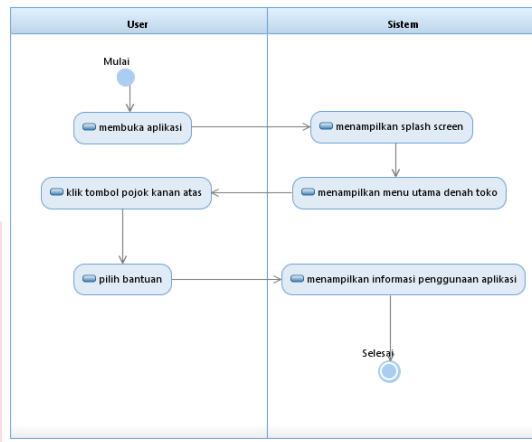 User
Sistem
Mulai
membuka aplikasi
menampilkan splash screen
klik tombol pojok kanan atas
menampilkan menu utama denah toko
pilih bantuan
menampilkan informasi penggunaan aplikasi
Selesai